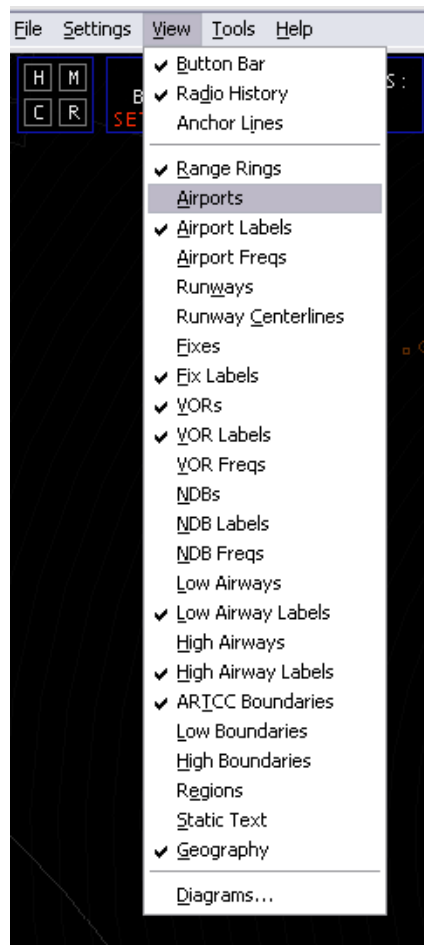 File Settings View Tools Help
H M
C R
B
S:
SE
Button Bar
Radio History
Anchor Lines
Range Rings
Airports
Airport Labels
Airport Freqs
Runways
Runway Centerlines
Fixes
Fix Labels
VORs
VOR Labels
VOR Freqs
NDBs
NDB Labels
NDB Freqs
Low Airways
Low Airway Labels
High Airways
High Airway Labels
ARTCC Boundaries
Low Boundaries
High Boundaries
Regions
Static Text
Geography
Diagrams...